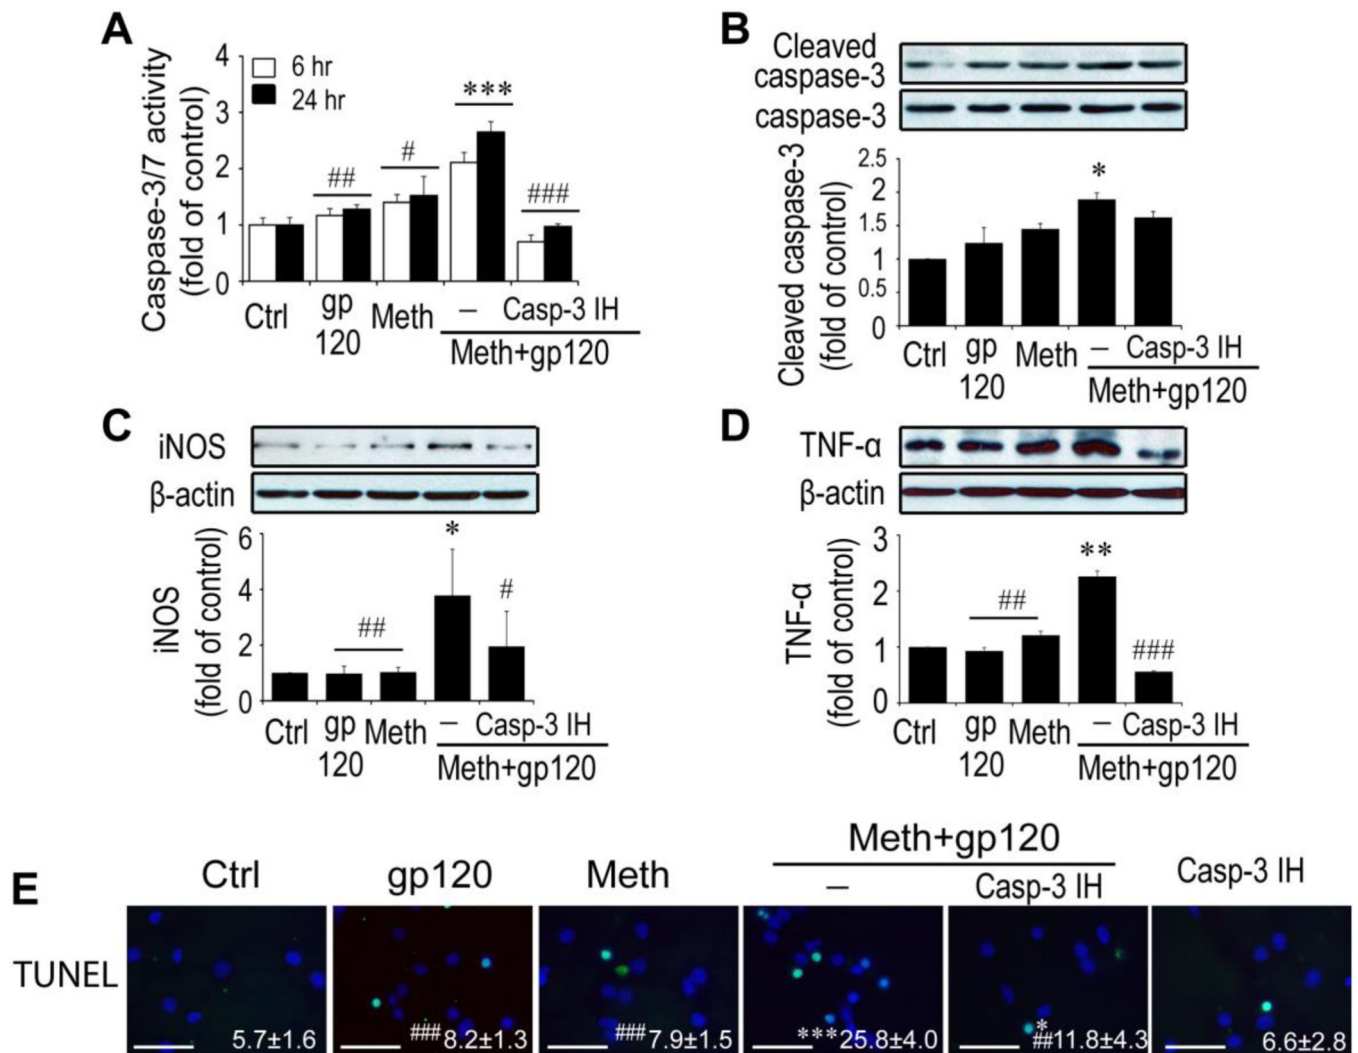 A
Caspase-3/7 activity
(fold of control)
4
3
2
1
0
6 hr
24 hr
##
#
***
###
Ctrl
gp
120
Meth
–
Casp-3 IH
Meth+gp120
B
Cleaved
caspase-3
caspase-3
Cleaved caspase-3
(fold of control)
2.5
2
1.5
1
0.5
0
*
Ctrl
gp
120
Meth
–
Casp-3 IH
Meth+gp120
C
iNOS
β-actin
iNOS
(fold of control)
6
4
2
0
##
*
#
Ctrl
gp
120
Meth
–
Casp-3 IH
Meth+gp120
D
TNF-α
β-actin
TNF-α
(fold of control)
3
2
1
0
##
**
###
Ctrl
gp
120
Meth
–
Casp-3 IH
Meth+gp120
E
Meth+gp120
Ctrl
gp120
Meth
–
Casp-3 IH
Casp-3 IH
TUNEL
5.7±1.6
###8.2±1.3
###7.9±1.5
***25.8±4.0
*
##11.8±4.3
6.6±2.8